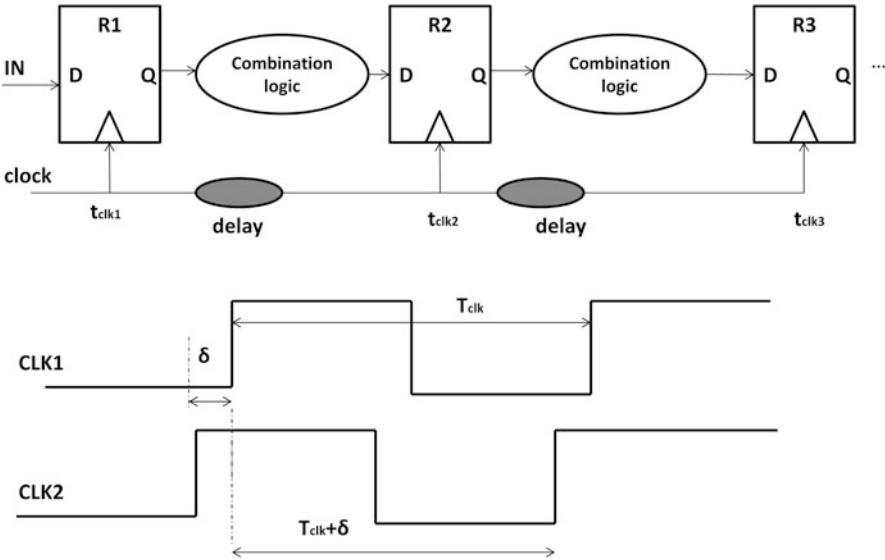 R1
R2
R3
IN
D
Q
Combination
logic
D
Q
Combination
logic
D
Q
...
clock
tclk1
delay
tclk2
delay
tclk3
Tclk
CLK1
δ
CLK2
Tclk+δ